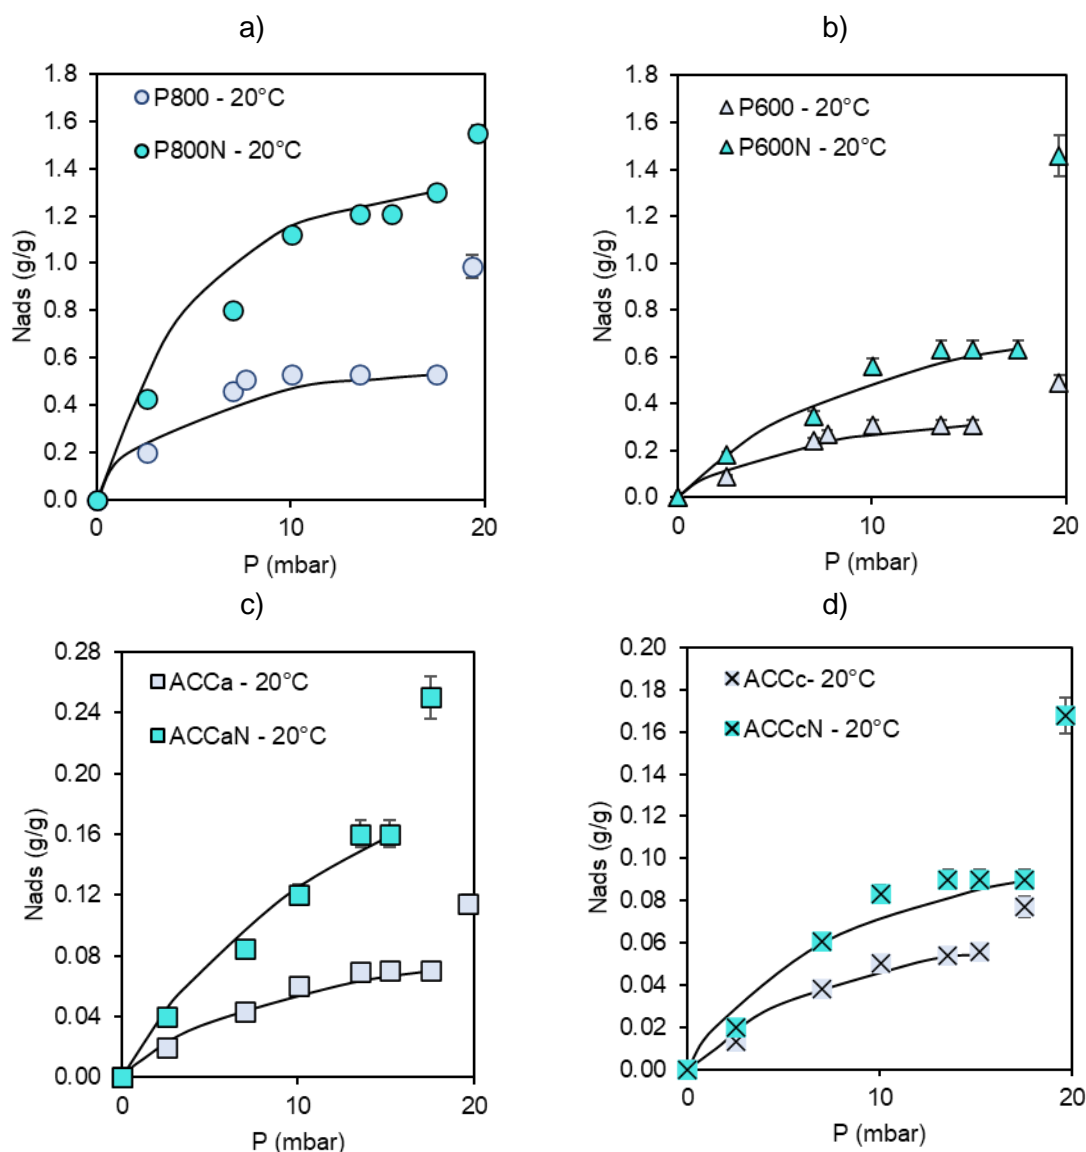 a)
1.8
1.6
1.4
1.2
1.0
0.8
0.6
0.4
0.2
0.0
Nads (g/g)
P800 - 20°C
P800N - 20°C
0
10
20
P (mbar)
b)
1.8
1.6
1.4
1.2
1.0
0.8
0.6
0.4
0.2
0.0
Nads (g/g)
P600 - 20°C
P600N - 20°C
0
10
20
P (mbar)
c)
0.28
0.24
0.20
0.16
0.12
0.08
0.04
0.00
Nads (g/g)
ACCa - 20°C
ACCaN - 20°C
0
10
20
P (mbar)
d)
0.20
0.18
0.16
0.14
0.12
0.10
0.08
0.06
0.04
0.02
0.00
Nads (g/g)
ACCc- 20°C
ACCcN - 20°C
0
10
20
P (mbar)